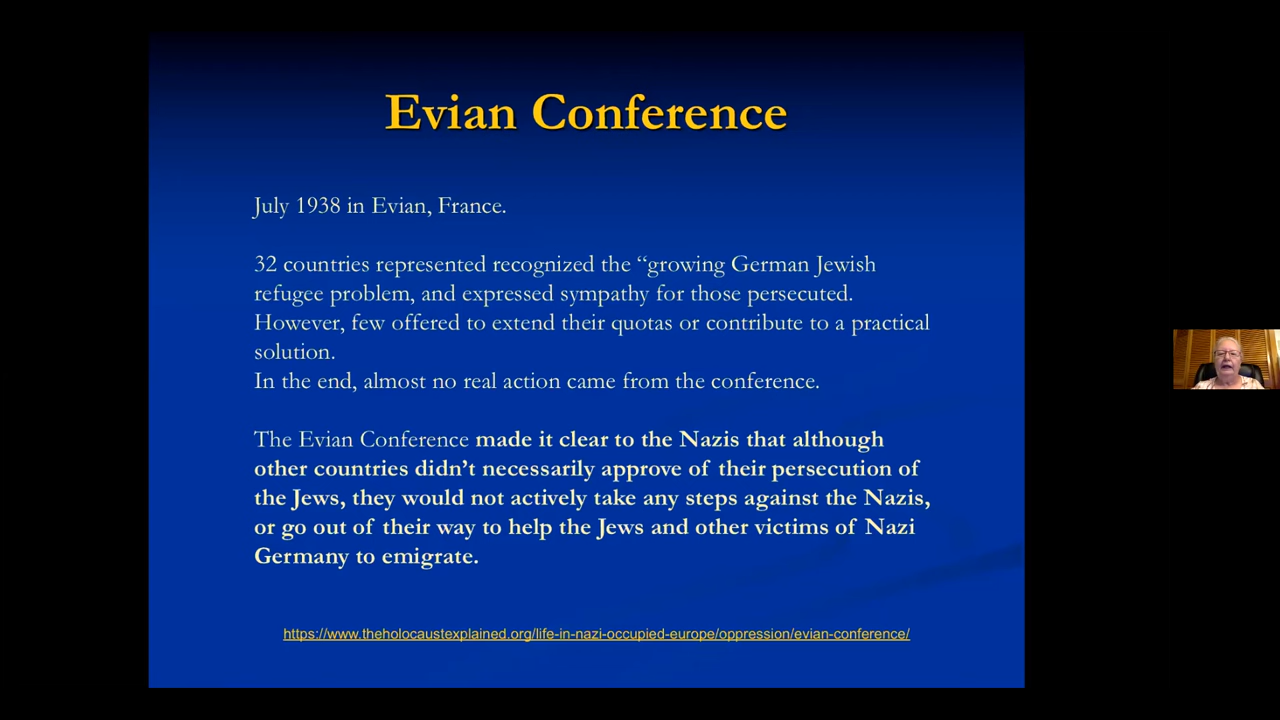 Evian Conference
July 1938 in Evian, France.
32 countries represented recognized the “growing German Jewish
refugee problem, and expressed sympathy for those persecuted.
However, few offered to extend their quotas or contribute to a practical
solution.
In the end, almost no real action came from the conference.
The Evian Conference made it clear to the Nazis that although
other countries didn’t necessarily approve of their persecution of
the Jews, they would not actively take any steps against the Nazis,
or go out of their way to help the Jews and other victims of Nazi
Germany to emigrate.
https://www.theholocaustexplained.org/life-in-nazi-occupied-europe/oppression/evian-conference/